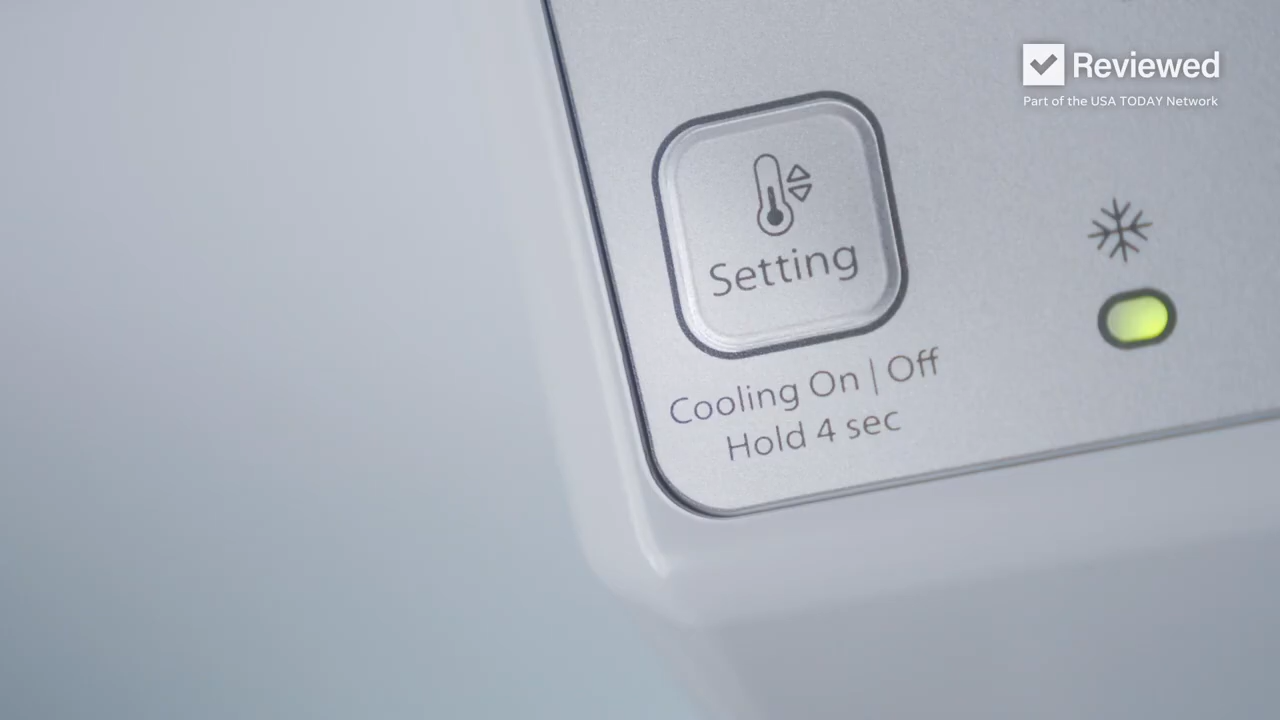 Reviewed
Part of the USA TODAY Network
Setting
Cooling On | Off
Hold 4 sec